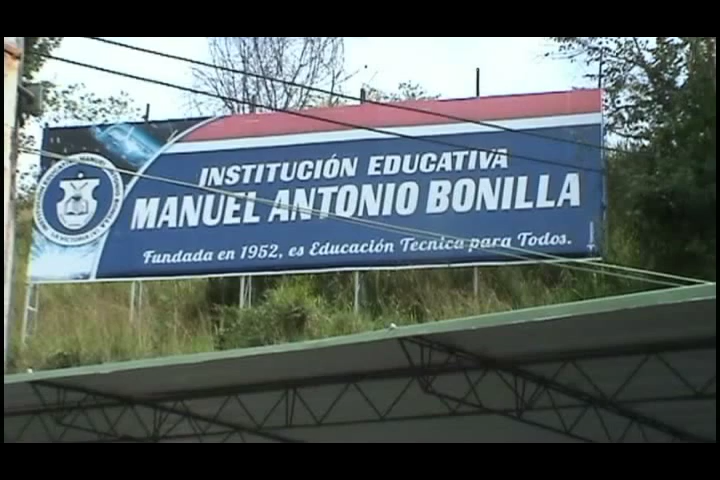 INSTITUCIÓN EDUCATIVA
MANUEL ANTONIO BONILLA
Fundada en 1952, es Educación Tecnica para Todos.